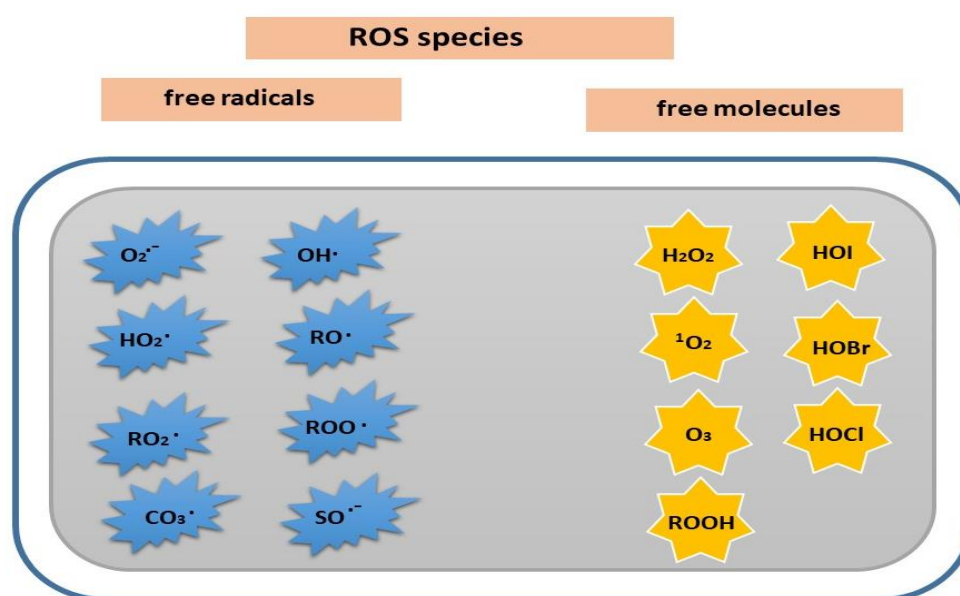 ROS species
free radicals
free molecules
O₂•⁻
OH•
HO₂•
RO•
RO₂•
ROO•
CO₃•
SO•⁻
H₂O₂
HOI
¹O₂
HOBr
O₃
HOCl
ROOH